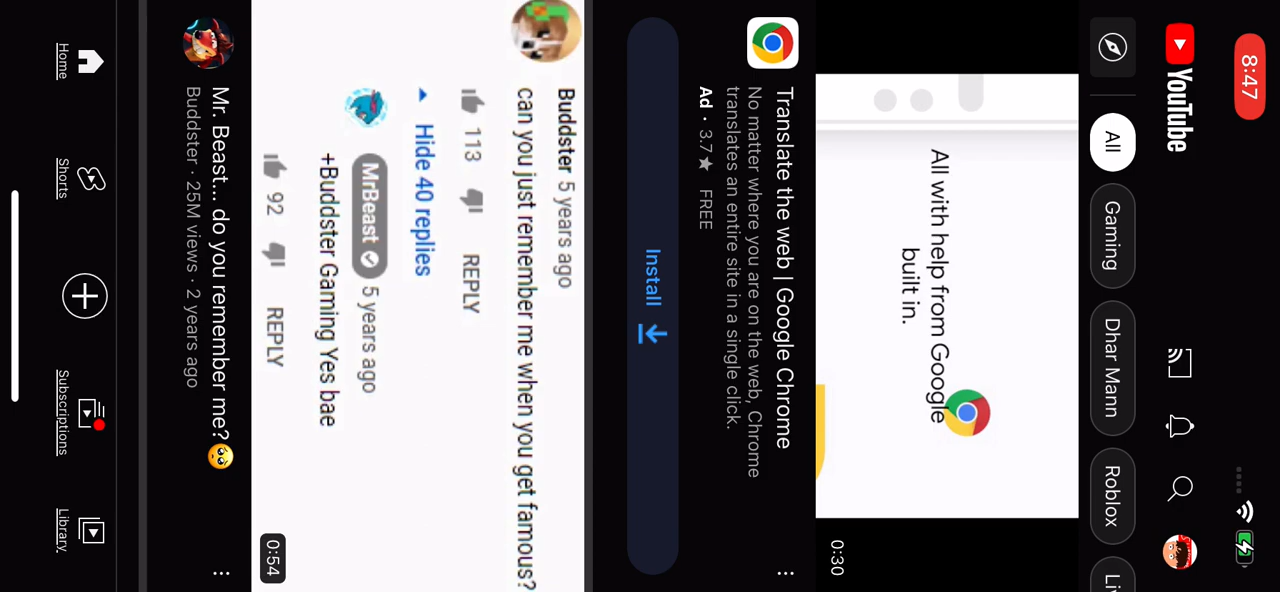 8:47
YouTube
All
Gaming
Dhar Mann
Roblox
Li
All with help from Google
built in.
0:30
Translate the web | Google Chrome
No matter where you are on the web, Chrome
translates an entire site in a single click.
Ad · 3.7★ FREE
Install
Buddster 5 years ago
can you just remember me when you get famous?
113 REPLY
Hide 40 replies
MrBeast 5 years ago
+Buddster Gaming Yes bae
92 REPLY
0:54
Mr. Beast... do you remember me?🥺
Buddster · 25M views · 2 years ago
Home
Shorts
Subscriptions
Library